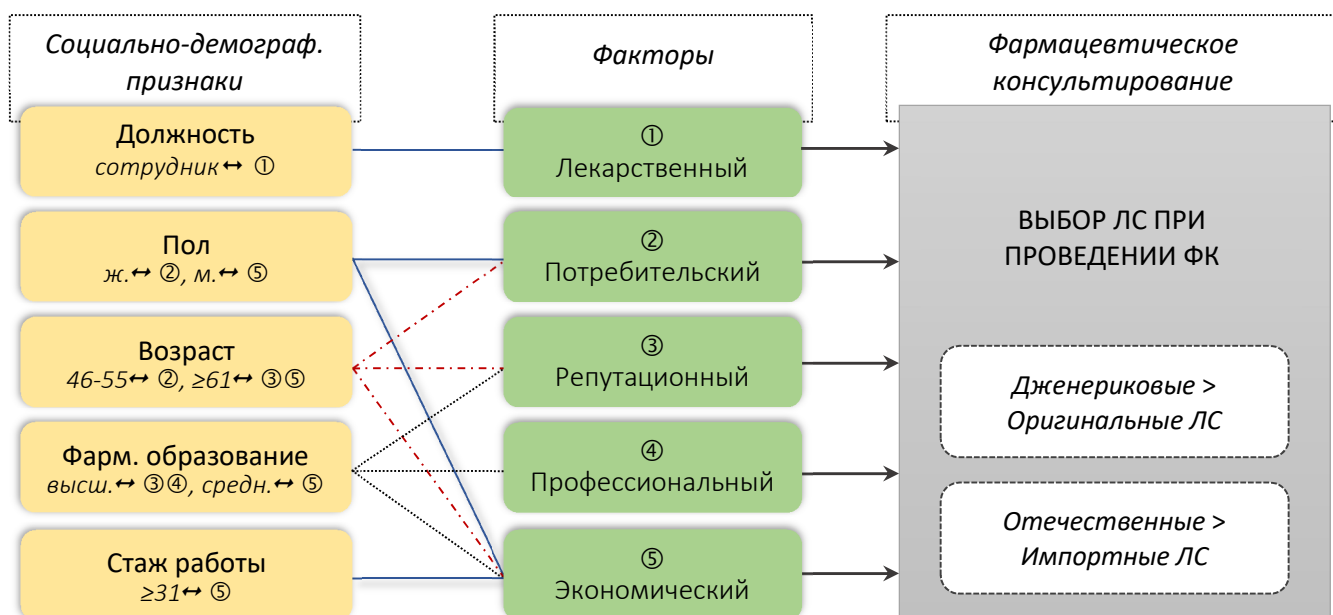 Социально-демограф.
признаки
Должность
сотрудник ↔ ①
Пол
ж.↔ ②, м.↔ ⑤
Возраст
46-55↔ ②, ≥61↔ ③⑤
Фарм. образование
высш.↔ ③④, средн.↔ ⑤
Стаж работы
≥31↔ ⑤
Факторы
①
Лекарственный
②
Потребительский
③
Репутационный
④
Профессиональный
⑤
Экономический
Фармацевтическое
консультирование
ВЫБОР ЛС ПРИ
ПРОВЕДЕНИИ ФК
Дженериковые >
Оригинальные ЛС
Отечественные >
Импортные ЛС